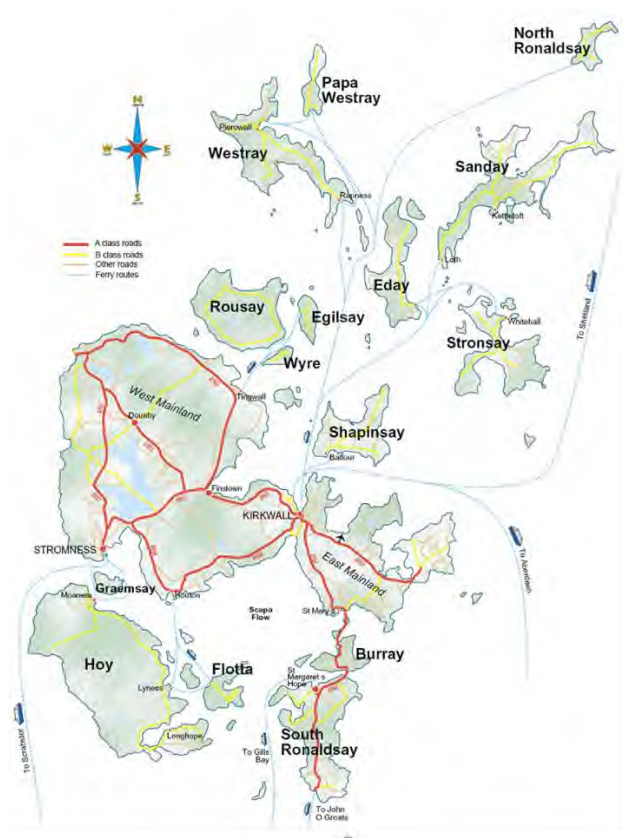 North
Ronaldsay
Papa
Westray
N
W
E
S
Pierowall
Westray
Rapness
Sanday
Kettletoft
Loth
A class roads
B class roads
Other roads
Ferry routes
Eday
Rousay
Egilsay
Whitehall
Stronsay
To Shetland
Wyre
West Mainland
Tingwall
Dounby
Shapinsay
Balfour
Finstown
KIRKWALL
STROMNESS
East Mainland
To Aberdeen
Graemsay
Moaness
Houton
Scapa
Flow
St Mary's
Burray
Hoy
Flotta
St
Margaret s
Hope
Lyness
Longhope
South
Ronaldsay
To Scrabster
To Gills
Bay
To John
O Groats